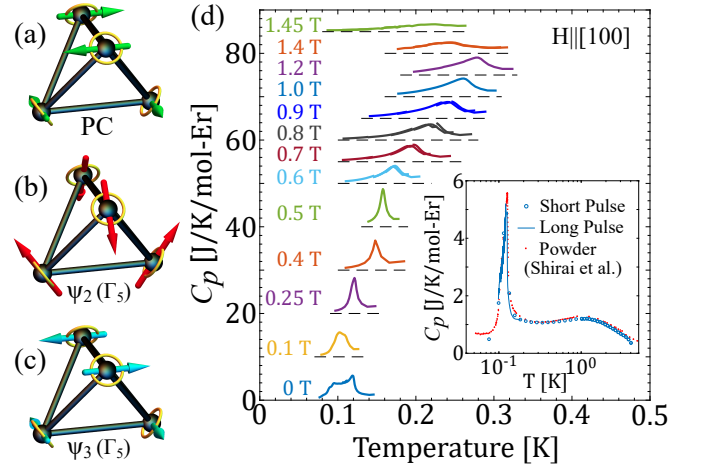 (a)
PC
(b)
ψ2 (Γ5)
(c)
ψ3 (Γ5)
(d)
H||[100]
Cp [J/K/mol-Er]
80
60
40
20
0
1.45 T
1.4 T
1.2 T
1.0 T
0.9 T
0.8 T
0.7 T
0.6 T
0.5 T
0.4 T
0.25 T
0.1 T
0 T
0 0.1 0.2 0.3 0.4 0.5
Temperature [K]
Cp [J/K/mol-Er]
6
4
2
0
Short Pulse
Long Pulse
Powder
(Shirai et al.)
10⁻¹ 10⁰
T [K]